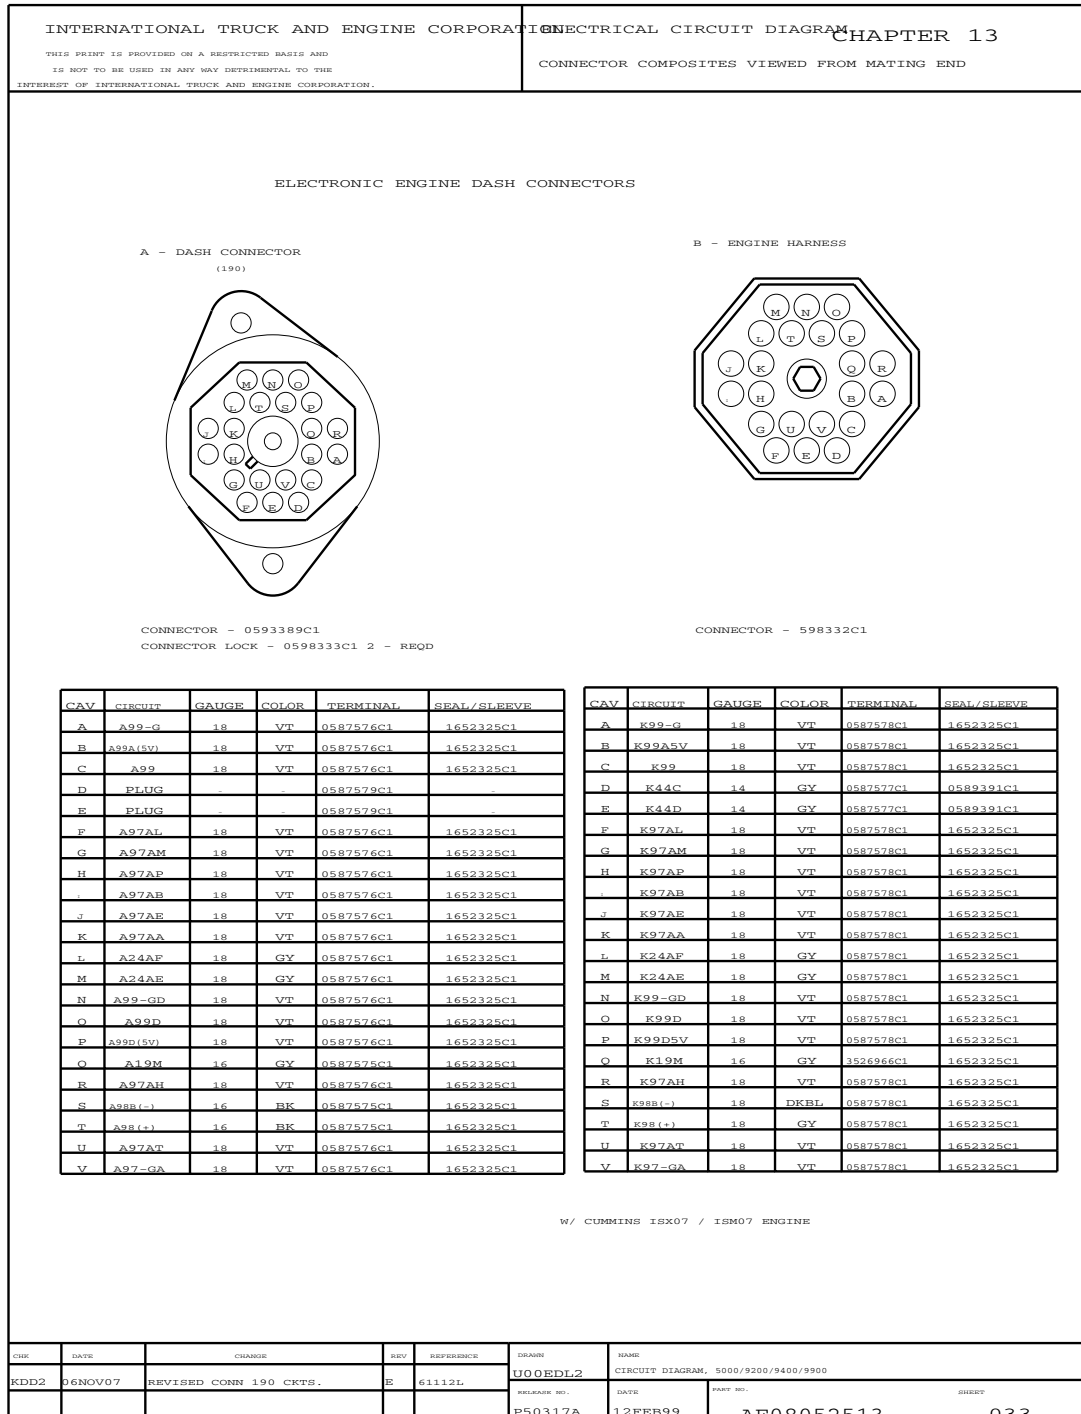 INTERNATIONAL TRUCK AND ENGINE CORPORATION
THIS PRINT IS PROVIDED ON A RESTRICTED BASIS AND
IS NOT TO BE USED IN ANY WAY DETRIMENTAL TO THE
INTEREST OF INTERNATIONAL TRUCK AND ENGINE CORPORATION.
ELECTRICAL CIRCUIT DIAGRAM
CHAPTER 13
CONNECTOR COMPOSITES VIEWED FROM MATING END
ELECTRONIC ENGINE DASH CONNECTORS
A - DASH CONNECTOR
(190)
M N O
L T S P
J K Q R
H B A
G U V C
F E D
CONNECTOR - 0593389C1
CONNECTOR LOCK - 0598333C1 2 - REQD
B - ENGINE HARNESS
M N O
L T S P
J K Q R
H B A
G U V C
F E D
CONNECTOR - 598332C1
CAV CIRCUIT GAUGE COLOR TERMINAL SEAL/SLEEVE
A A99-G 18 VT 0587576C1 1652325C1
B A99A(5V) 18 VT 0587576C1 1652325C1
C A99 18 VT 0587576C1 1652325C1
D PLUG - - 0587579C1 -
E PLUG - - 0587579C1 -
F A97AL 18 VT 0587576C1 1652325C1
G A97AM 18 VT 0587576C1 1652325C1
H A97AP 18 VT 0587576C1 1652325C1
A97AB 18 VT 0587576C1 1652325C1
J A97AE 18 VT 0587576C1 1652325C1
K A97AA 18 VT 0587576C1 1652325C1
L A24AF 18 GY 0587576C1 1652325C1
M A24AE 18 GY 0587576C1 1652325C1
N A99-GD 18 VT 0587576C1 1652325C1
O A99D 18 VT 0587576C1 1652325C1
P A99D(5V) 18 VT 0587576C1 1652325C1
Q A19M 16 GY 0587575C1 1652325C1
R A97AH 18 VT 0587576C1 1652325C1
S A98B(-) 16 BK 0587575C1 1652325C1
T A98(+) 16 BK 0587575C1 1652325C1
U A97AT 18 VT 0587576C1 1652325C1
V A97-GA 18 VT 0587576C1 1652325C1
CAV CIRCUIT GAUGE COLOR TERMINAL SEAL/SLEEVE
A K99-G 18 VT 0587578C1 1652325C1
B K99A5V 18 VT 0587578C1 1652325C1
C K99 18 VT 0587578C1 1652325C1
D K44C 14 GY 0587577C1 0589391C1
E K44D 14 GY 0587577C1 0589391C1
F K97AL 18 VT 0587578C1 1652325C1
G K97AM 18 VT 0587578C1 1652325C1
H K97AP 18 VT 0587578C1 1652325C1
K97AB 18 VT 0587578C1 1652325C1
J K97AE 18 VT 0587578C1 1652325C1
K K97AA 18 VT 0587578C1 1652325C1
L K24AF 18 GY 0587578C1 1652325C1
M K24AE 18 GY 0587578C1 1652325C1
N K99-GD 18 VT 0587578C1 1652325C1
O K99D 18 VT 0587578C1 1652325C1
P K99D5V 18 VT 0587578C1 1652325C1
Q K19M 16 GY 3526966C1 1652325C1
R K97AH 18 VT 0587578C1 1652325C1
S K98B(-) 18 DKBL 0587578C1 1652325C1
T K98(+) 18 GY 0587578C1 1652325C1
U K97AT 18 VT 0587578C1 1652325C1
V K97-GA 18 VT 0587578C1 1652325C1
W/ CUMMINS ISX07 / ISM07 ENGINE
CHK DATE CHANGE REV REFERENCE
KDD2 06NOV07 REVISED CONN 190 CKTS. E 61112L
DRAWN
U00EDL2
NAME
CIRCUIT DIAGRAM, 5000/9200/9400/9900
RELEASE NO. DATE PART NO. SHEET
P50317A 12FEB99 AE08052513 033